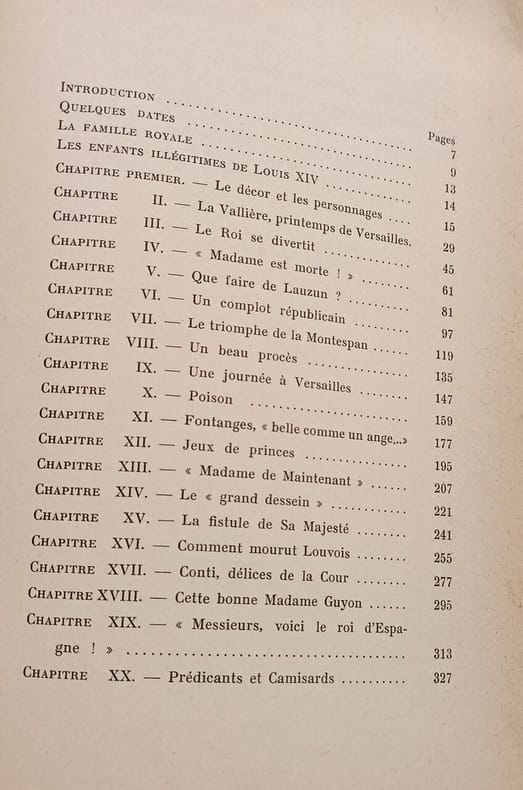 Pages
INTRODUCTION .................... 7
QUELQUES DATES .................... 9
LA FAMILLE ROYALE .................... 13
LES ENFANTS ILLÉGITIMES DE LOUIS XIV .................... 14
CHAPITRE PREMIER. — Le décor et les personnages .... 15
CHAPITRE II. — La Vallière, printemps de Versailles. 29
CHAPITRE III. — Le Roi se divertit .............. 45
CHAPITRE IV. — « Madame est morte ! » ......... 61
CHAPITRE V. — Que faire de Lauzun ? .......... 81
CHAPITRE VI. — Un complot républicain ......... 97
CHAPITRE VII. — Le triomphe de la Montespan ...... 119
CHAPITRE VIII. — Un beau procès ................ 135
CHAPITRE IX. — Une journée à Versailles ........ 147
CHAPITRE X. — Poison .................... 159
CHAPITRE XI. — Fontanges, « belle comme un ange...» 177
CHAPITRE XII. — Jeux de princes ................ 195
CHAPITRE XIII. — « Madame de Maintenant » ...... 207
CHAPITRE XIV. — Le « grand dessein » ............ 221
CHAPITRE XV. — La fistule de Sa Majesté ........ 241
CHAPITRE XVI. — Comment mourut Louvois ........ 255
CHAPITRE XVII. — Conti, délices de la Cour ........ 277
CHAPITRE XVIII. — Cette bonne Madame Guyon ...... 295
CHAPITRE XIX. — « Messieurs, voici le roi d'Espa-
gne ! » .................................... 313
CHAPITRE XX. — Prédicants et Camisards .......... 327